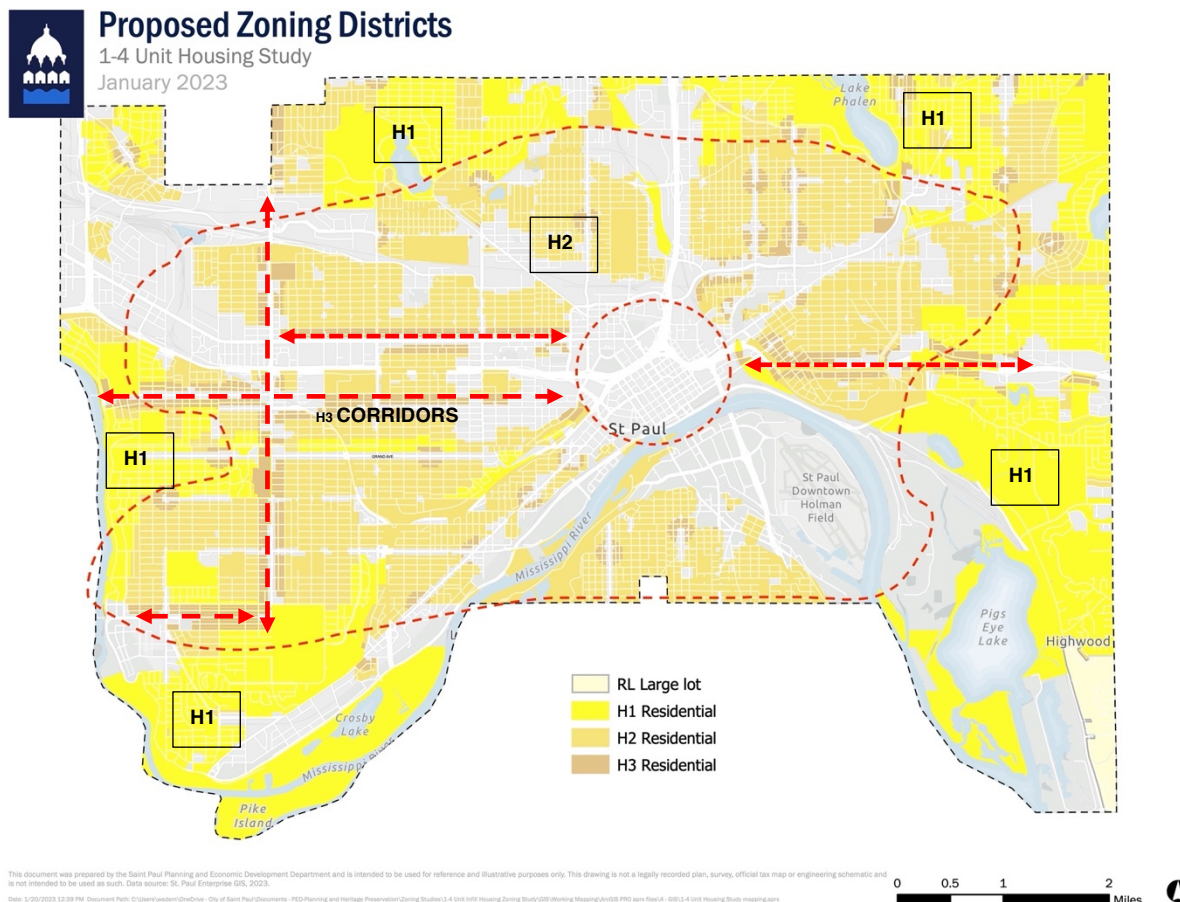 Proposed Zoning Districts
1-4 Unit Housing Study
January 2023
Lake
Phalen
H1
H1
H2
H3 CORRIDORS
St Paul
H1
GRAND AVE
H1
St Paul
Downtown
Holman
Field
Mississippi River
Pigs
Eye
Lake
Highwood
H1
Crosby
Lake
Mississippi River
Pike
Island
RL Large lot
H1 Residential
H2 Residential
H3 Residential
This document was prepared by the Saint Paul Planning and Economic Development Department and is intended to be used for reference and illustrative purposes only. This drawing is not a legally recorded plan, survey, official tax map or engineering schematic and
is not intended to be used as such. Data source: St. Paul Enterprise GIS, 2023.
0 0.5 1 2
Miles